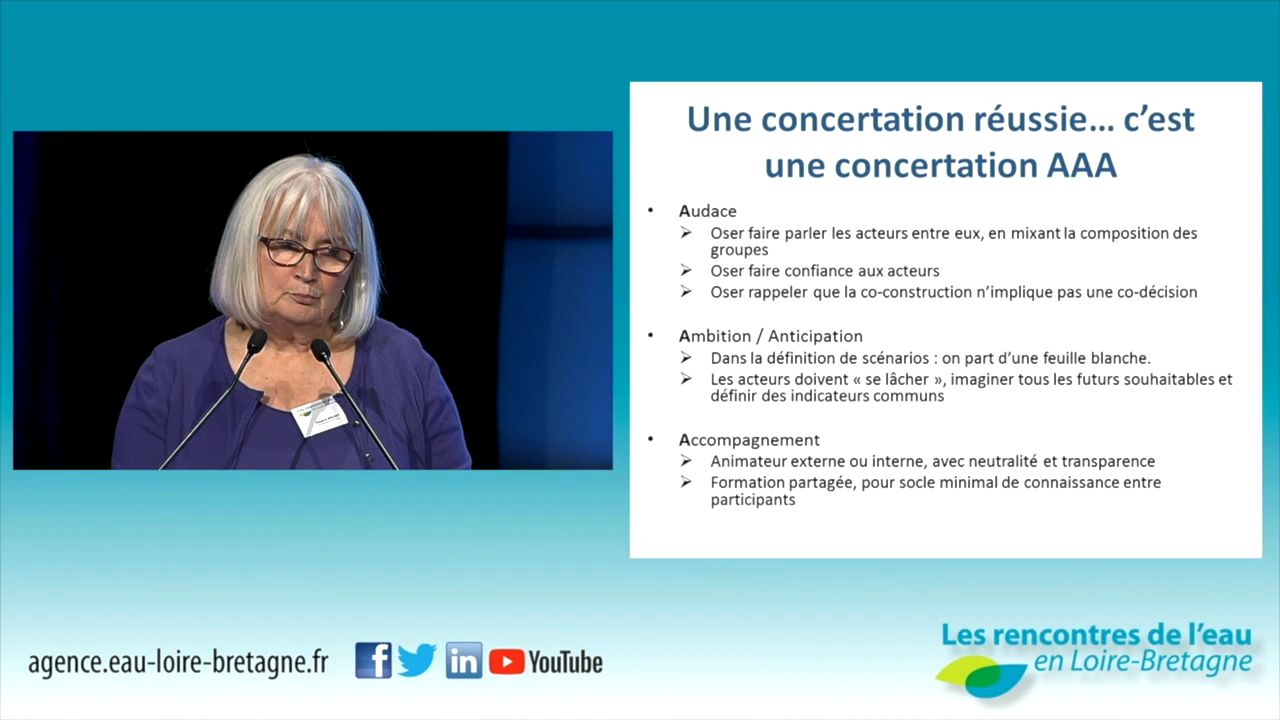 Une concertation réussie... c'est
une concertation AAA
• Audace
➢ Oser faire parler les acteurs entre eux, en mixant la composition des
groupes
➢ Oser faire confiance aux acteurs
➢ Oser rappeler que la co-construction n'implique pas une co-décision
• Ambition / Anticipation
➢ Dans la définition de scénarios : on part d'une feuille blanche.
➢ Les acteurs doivent « se lâcher », imaginer tous les futurs souhaitables et
définir des indicateurs communs
• Accompagnement
➢ Animateur externe ou interne, avec neutralité et transparence
➢ Formation partagée, pour socle minimal de connaissance entre
participants
agence.eau-loire-bretagne.fr
f
in
YouTube
Les rencontres de l'eau
en Loire-Bretagne